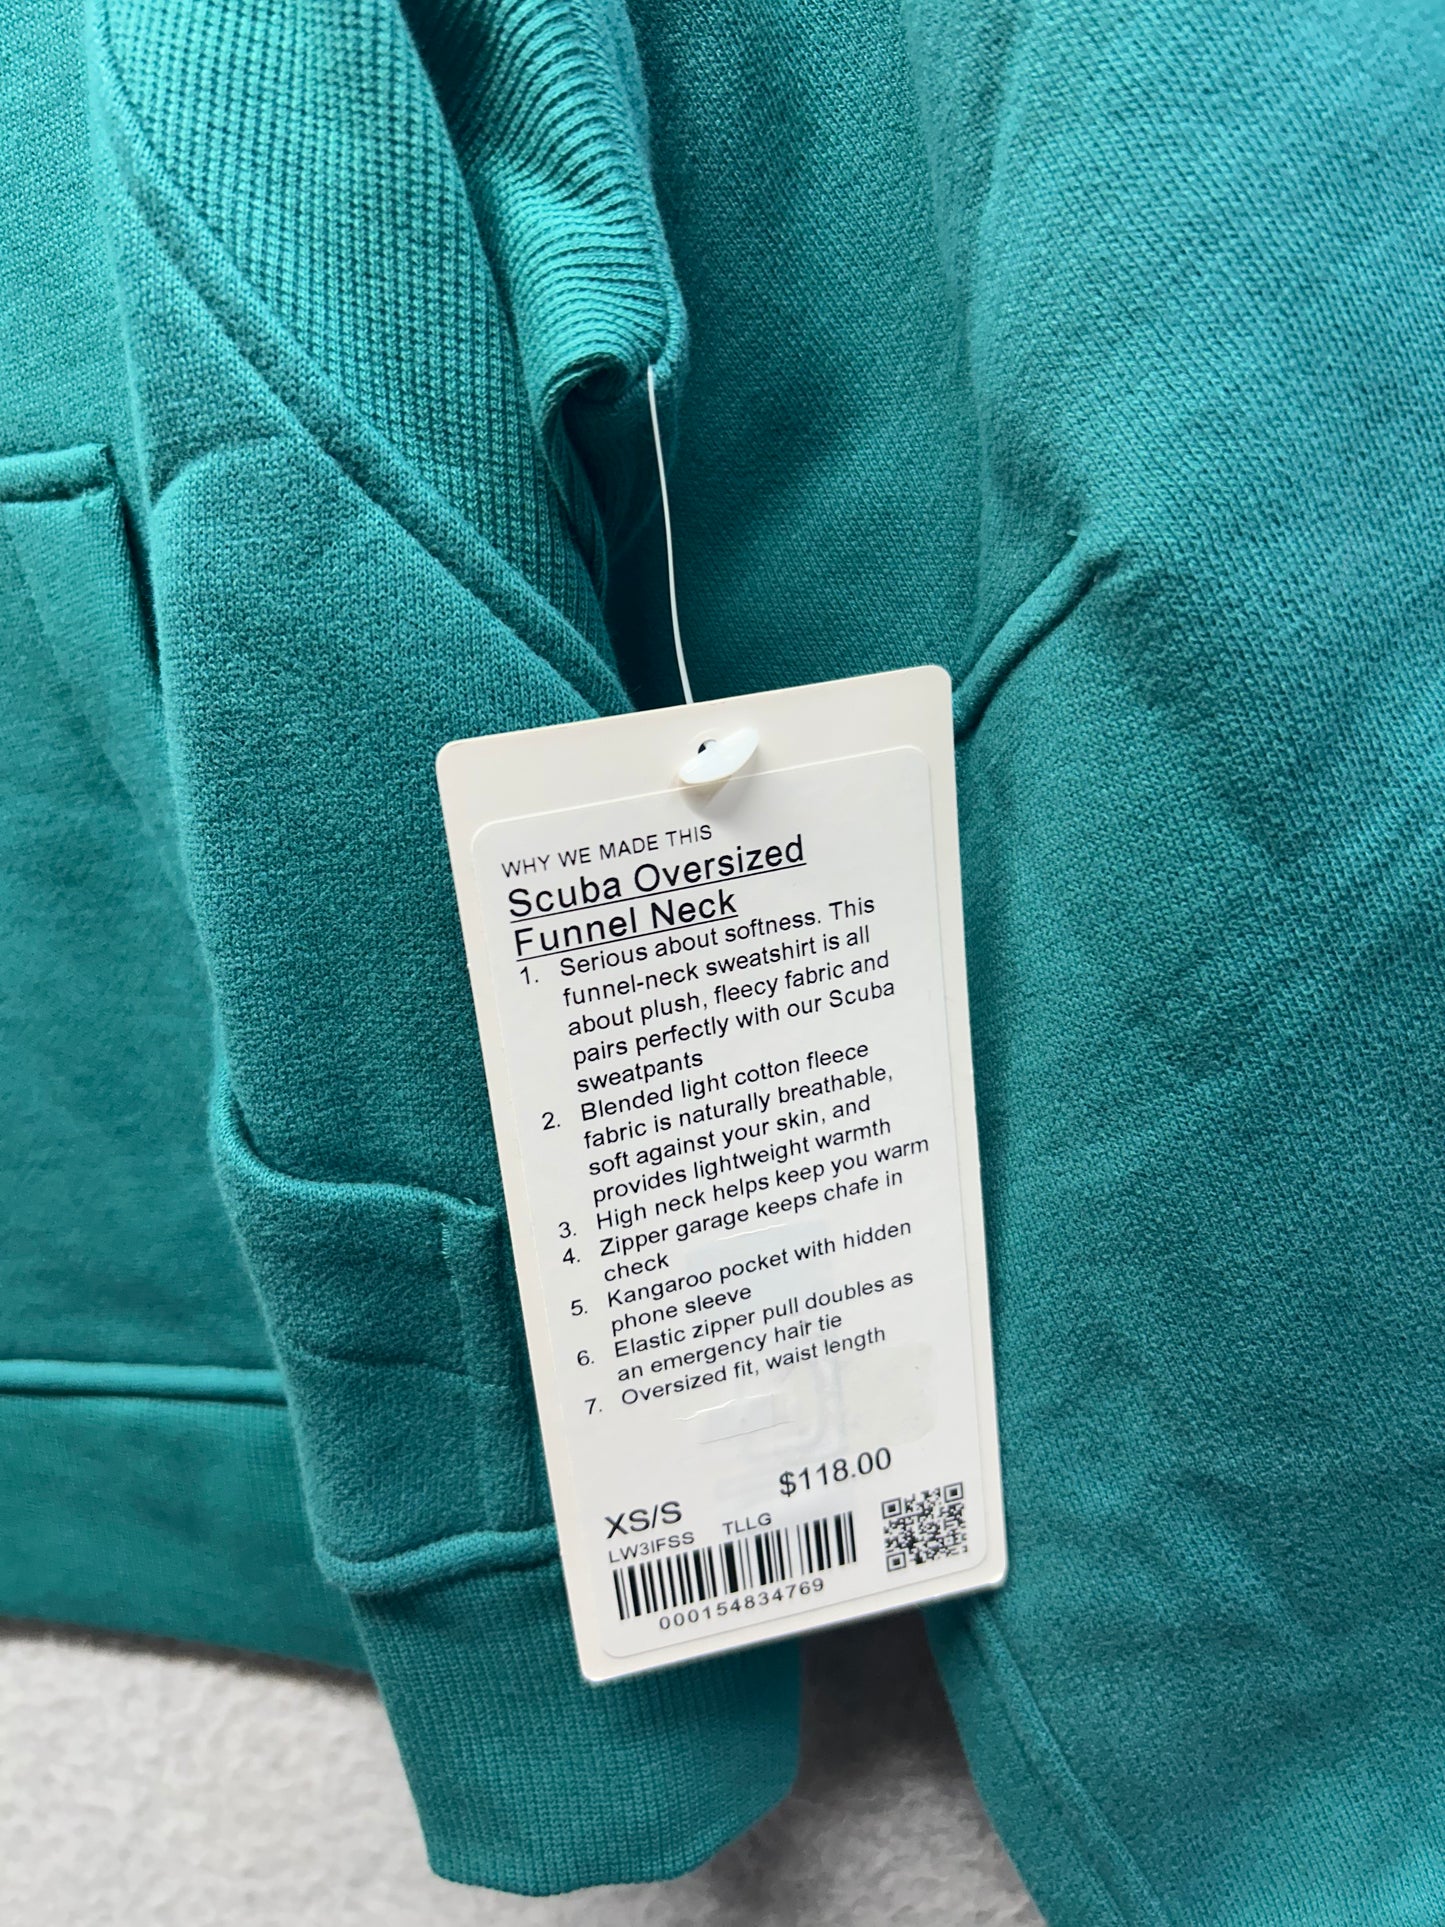 WHY WE MADE THIS
Scuba Oversized
Funnel Neck
1. Serious about softness. This
funnel-neck sweatshirt is all
about plush, fleecy fabric and
pairs perfectly with our Scuba
sweatpants
2. Blended light cotton fleece
fabric is naturally breathable,
soft against your skin, and
provides lightweight warmth
3. High neck helps keep you warm
4. Zipper garage keeps chafe in
check
5. Kangaroo pocket with hidden
phone sleeve
6. Elastic zipper pull doubles as
an emergency hair tie
7. Oversized fit, waist length
$118.00
XS/S
LW3IFSS TLLG
000154834769